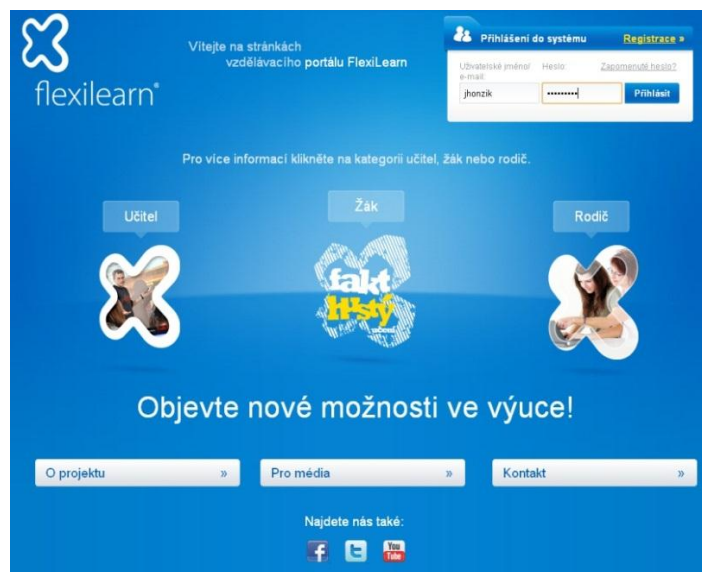 flexilearn®
Vítejte na stránkách
vzdělávacího portálu FlexiLearn
Přihlášení do systému
Registrace »
Uživatelské jméno/
e-mail:
Heslo:
Zapomenuté heslo?
jhonzik
•••••••••
Přihlásit
Pro více informací klikněte na kategorii učitel, žák nebo rodič.
Učitel
Žák
Rodič
fakt
hustý
učení
Objevte nové možnosti ve výuce!
O projektu »
Pro média »
Kontakt »
Najdete nás také:
f
t
You
Tube